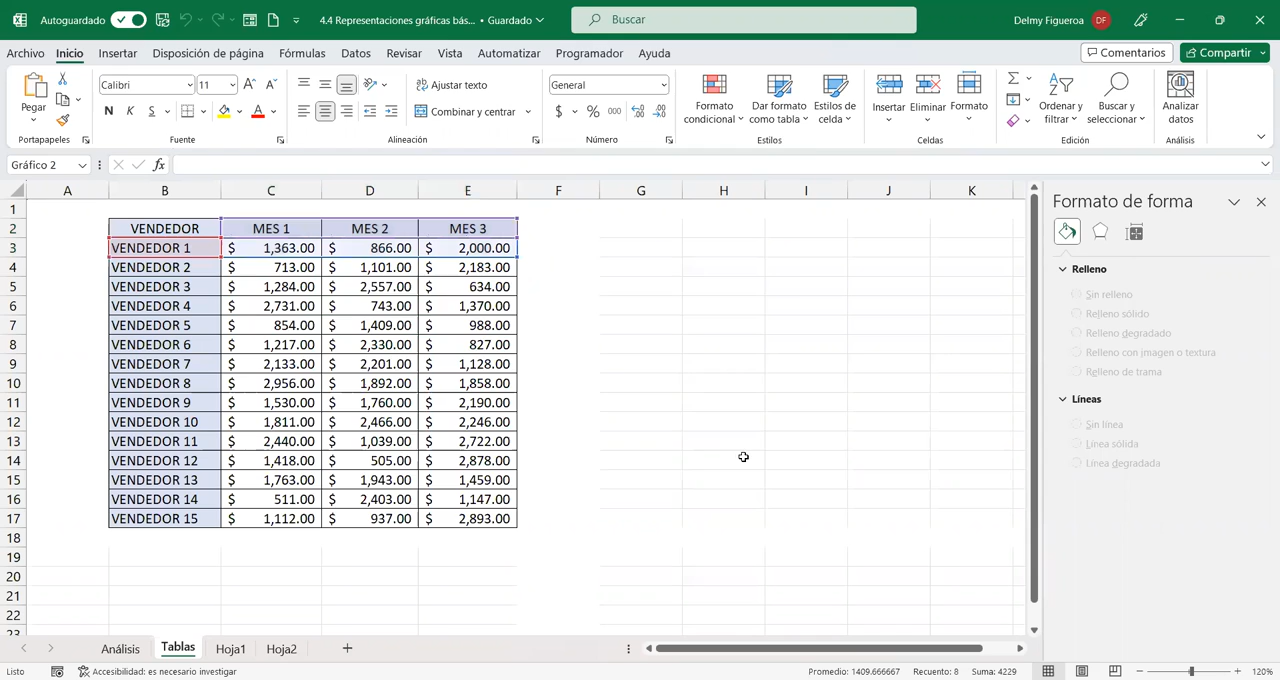 Autoguardado 4.4 Representaciones gráficas bás... • Guardado Buscar Delmy Figueroa DF
Archivo Inicio Insertar Disposición de página Fórmulas Datos Revisar Vista Automatizar Programador Ayuda Comentarios Compartir
Pegar Calibri 11 Ajustar texto General Formato condicional Dar formato como tabla Estilos de celda Insertar Eliminar Formato Ordenar y filtrar Buscar y seleccionar Analizar datos
N K S Combinar y centrar $ % 000
Portapapeles Fuente Alineación Número Estilos Celdas Edición Análisis
Gráfico 2 fx
A B C D E F G H I J K
1
2 VENDEDOR MES 1 MES 2 MES 3
3 VENDEDOR 1 $ 1,363.00 $ 866.00 $ 2,000.00
4 VENDEDOR 2 $ 713.00 $ 1,101.00 $ 2,183.00
5 VENDEDOR 3 $ 1,284.00 $ 2,557.00 $ 634.00
6 VENDEDOR 4 $ 2,731.00 $ 743.00 $ 1,370.00
7 VENDEDOR 5 $ 854.00 $ 1,409.00 $ 988.00
8 VENDEDOR 6 $ 1,217.00 $ 2,330.00 $ 827.00
9 VENDEDOR 7 $ 2,133.00 $ 2,201.00 $ 1,128.00
10 VENDEDOR 8 $ 2,956.00 $ 1,892.00 $ 1,858.00
11 VENDEDOR 9 $ 1,530.00 $ 1,760.00 $ 2,190.00
12 VENDEDOR 10 $ 1,811.00 $ 2,466.00 $ 2,246.00
13 VENDEDOR 11 $ 2,440.00 $ 1,039.00 $ 2,722.00
14 VENDEDOR 12 $ 1,418.00 $ 505.00 $ 2,878.00
15 VENDEDOR 13 $ 1,763.00 $ 1,943.00 $ 1,459.00
16 VENDEDOR 14 $ 511.00 $ 2,403.00 $ 1,147.00
17 VENDEDOR 15 $ 1,112.00 $ 937.00 $ 2,893.00
18
19
20
21
22
23
Formato de forma
Relleno
Sin relleno
Relleno sólido
Relleno degradado
Relleno con imagen o textura
Relleno de trama
Líneas
Sin línea
Línea sólida
Línea degradada
Análisis Tablas Hoja1 Hoja2
Listo Accesibilidad: es necesario investigar Promedio: 1409.666667 Recuento: 8 Suma: 4229 120%